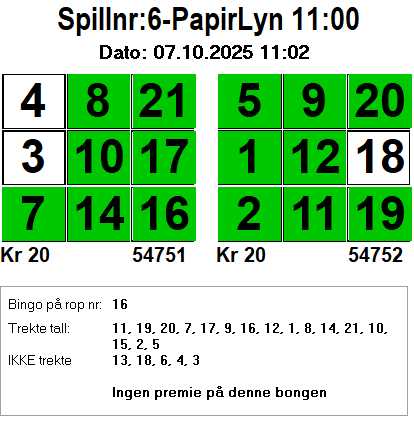 Spillnr:6-PapirLyn 11:00
Dato: 07.10.2025 11:02
4 8 21 5 9 20
3 10 17 1 12 18
7 14 16 2 11 19
Kr 20 54751 Kr 20 54752
Bingo på rop nr: 16
Trekte tall: 11, 19, 20, 7, 17, 9, 16, 12, 1, 8, 14, 21, 10,
15, 2, 5
IKKE trekte 13, 18, 6, 4, 3
Ingen premie på denne bongen